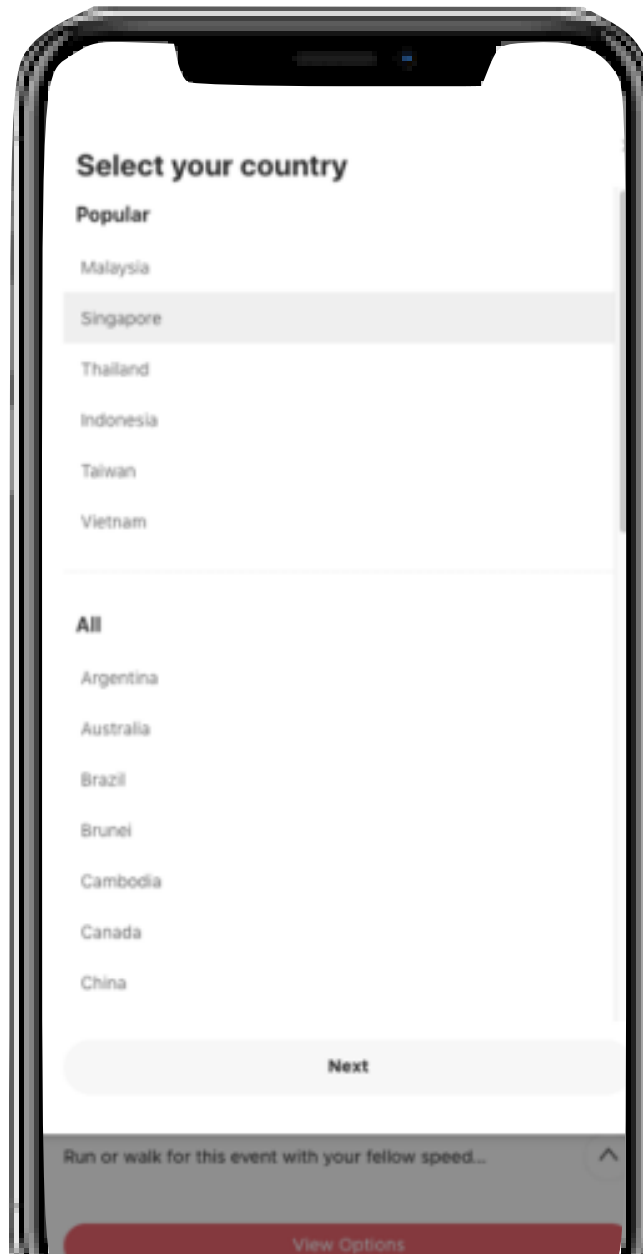 Select your country
Popular
Malaysia
Singapore
Thailand
Indonesia
Taiwan
Vietnam
All
Argentina
Australia
Brazil
Brunei
Cambodia
Canada
China
Next
Run or walk for this event with your fellow speed...
View Options